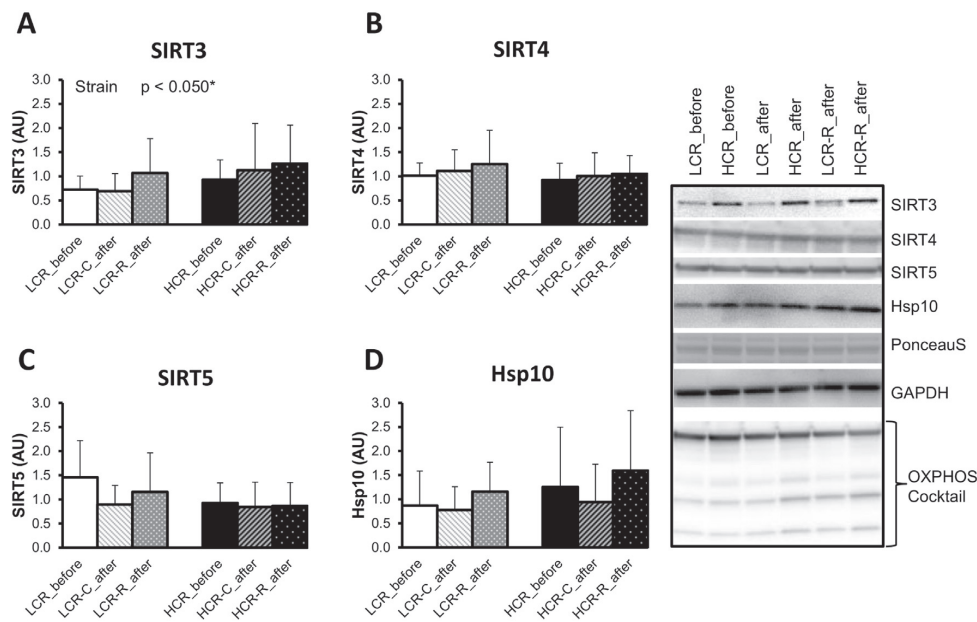 A
SIRT3
SIRT3 (AU)
3.0
2.5
2.0
1.5
1.0
0.5
0.0
Strain p < 0.050*
LCR_before
LCR-C_after
LCR-R_after
HCR_before
HCR-C_after
HCR-R_after
B
SIRT4
SIRT4 (AU)
3.0
2.5
2.0
1.5
1.0
0.5
0.0
LCR_before
LCR-C_after
LCR-R_after
HCR_before
HCR-C_after
HCR-R_after
C
SIRT5
SIRT5 (AU)
3.0
2.5
2.0
1.5
1.0
0.5
0.0
LCR_before
LCR-C_after
LCR-R_after
HCR_before
HCR-C_after
HCR-R_after
D
Hsp10
Hsp10 (AU)
3.0
2.5
2.0
1.5
1.0
0.5
0.0
LCR_before
LCR-C_after
LCR-R_after
HCR_before
HCR-C_after
HCR-R_after
LCR_before
HCR_before
LCR_after
HCR_after
LCR-R_after
HCR-R_after
SIRT3
SIRT4
SIRT5
Hsp10
PonceauS
GAPDH
OXPHOS
Cocktail